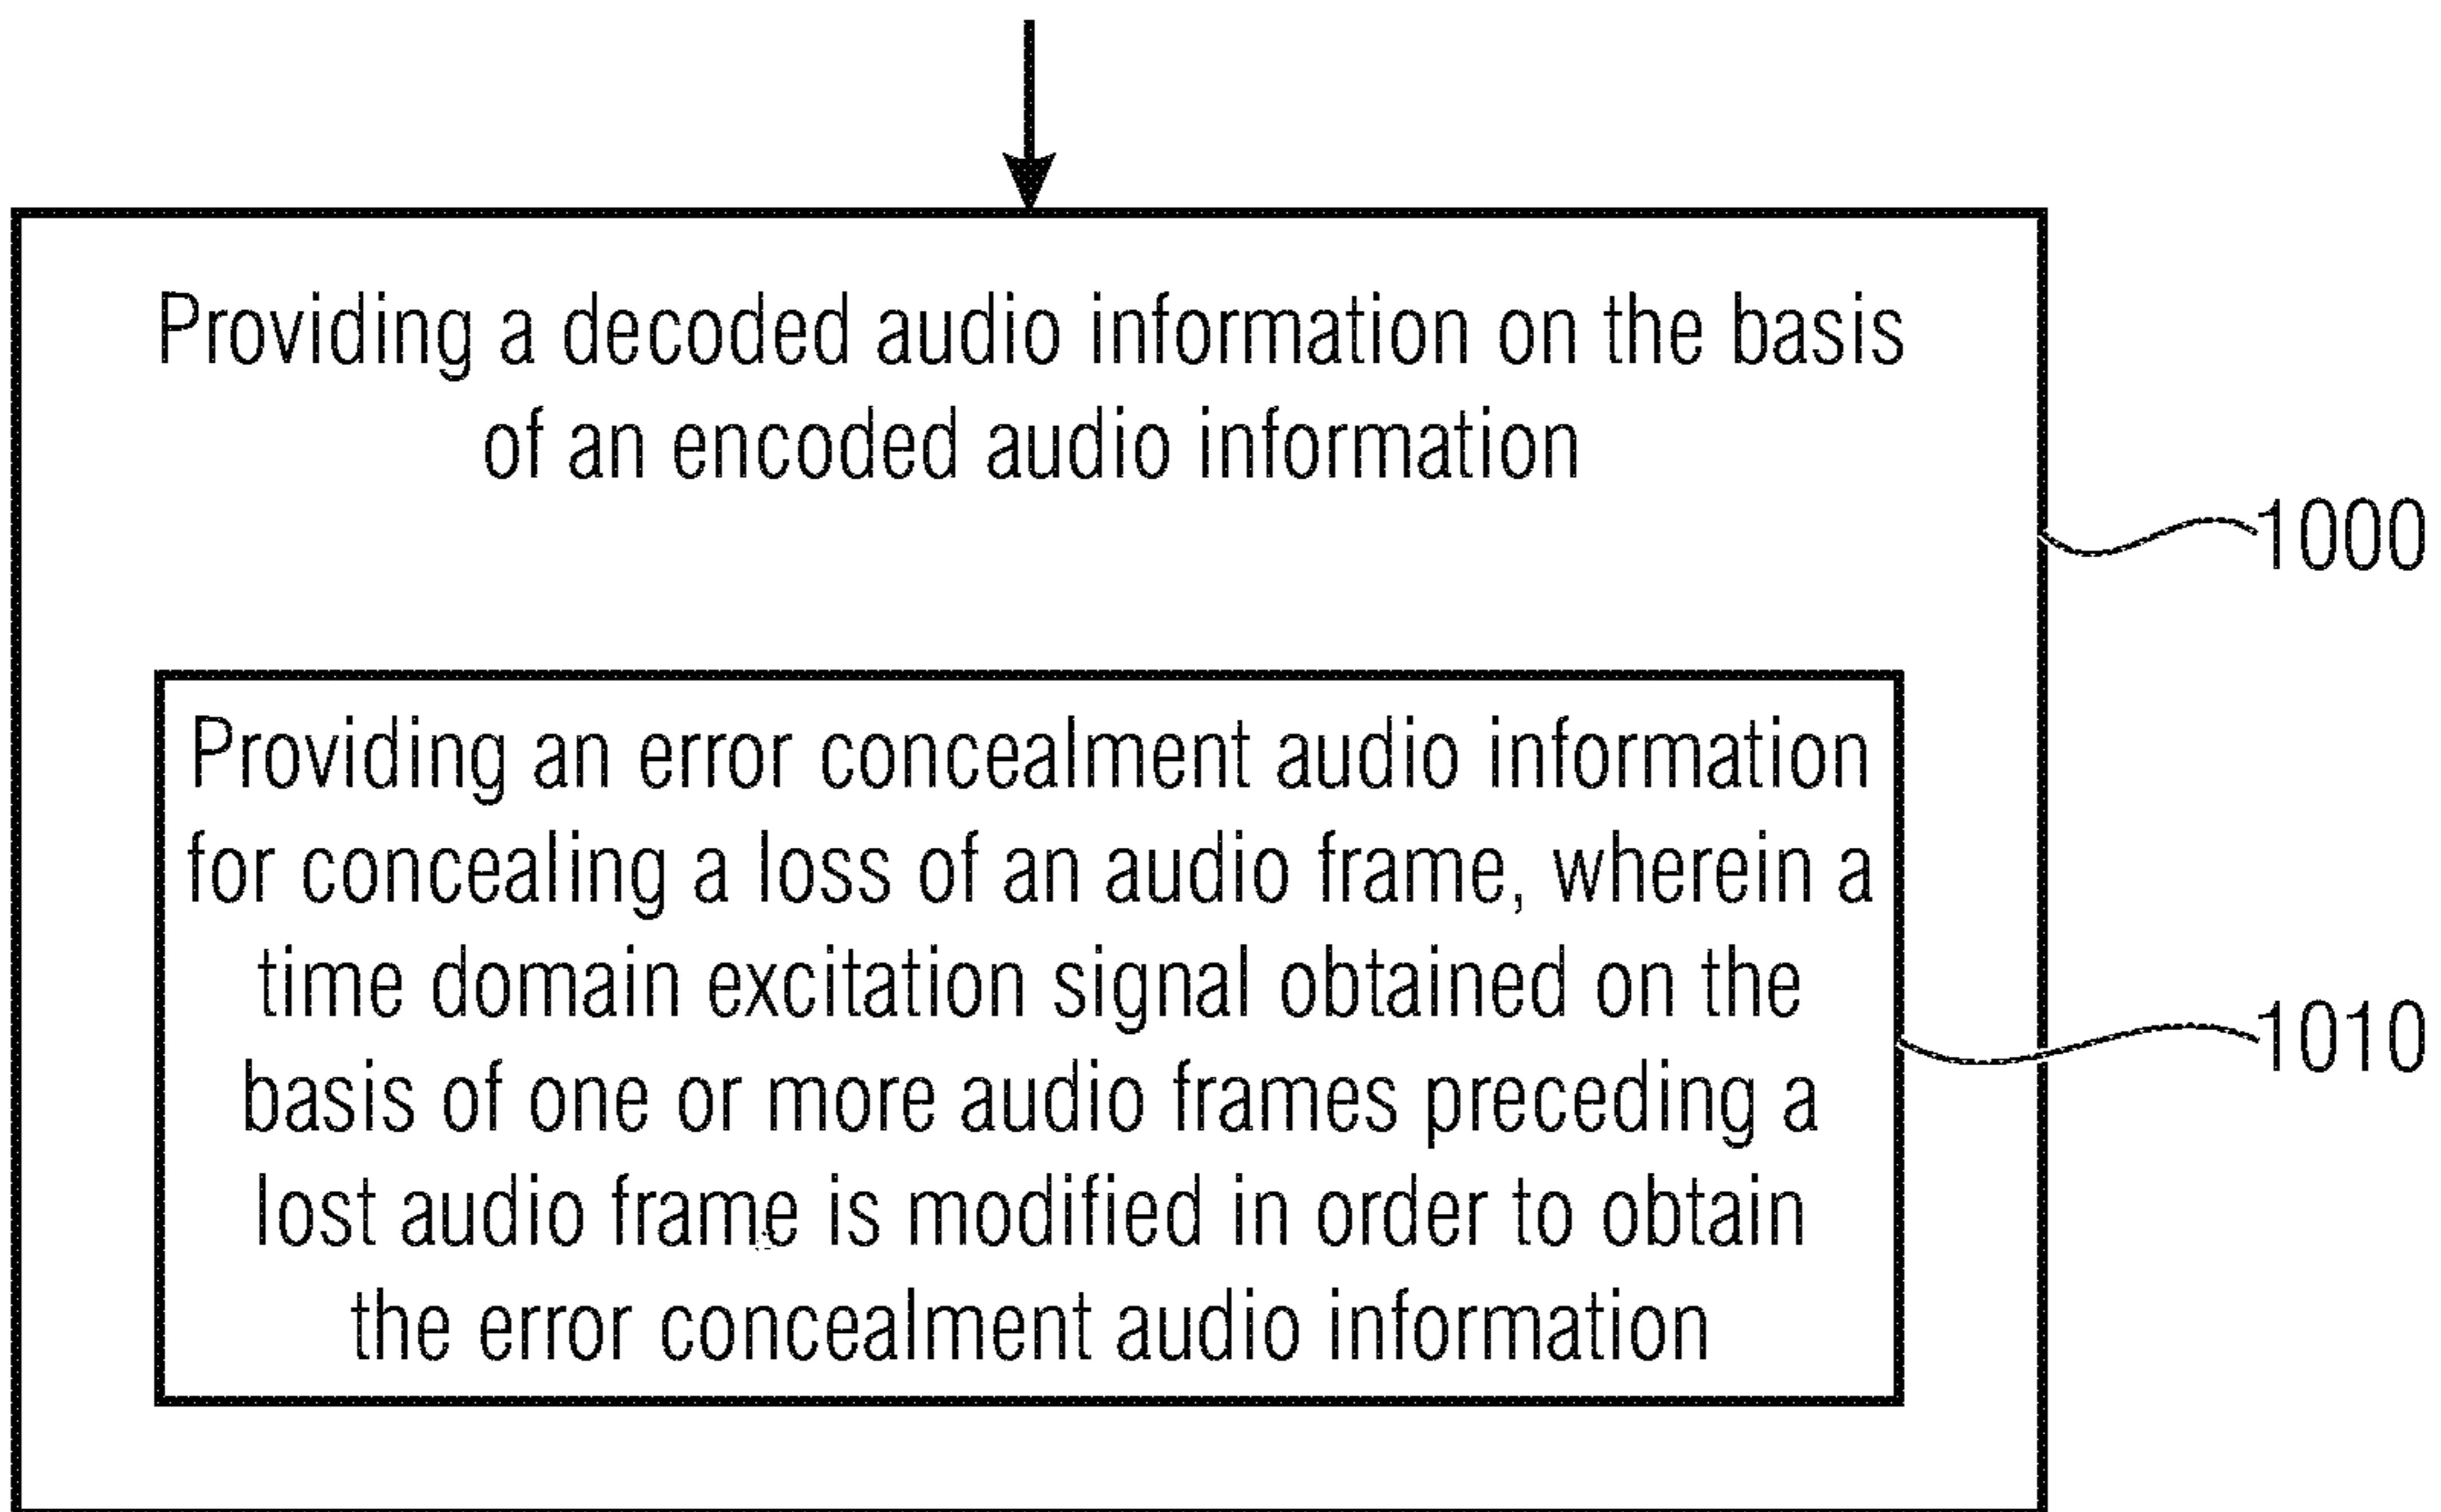 Providing a decoded audio information on the basis
of an encoded audio information
1000
Providing an error concealment audio information
for concealing a loss of an audio frame, wherein a
time domain excitation signal obtained on the
basis of one or more audio frames preceding a
lost audio frame is modified in order to obtain
the error concealment audio information
1010